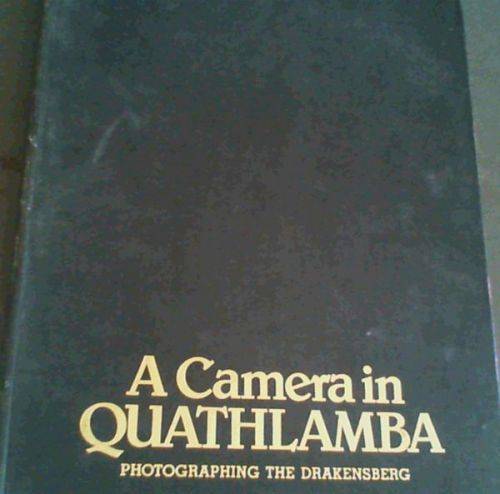 A Camera in
QUATHLAMBA
PHOTOGRAPHING THE DRAKENSBERG